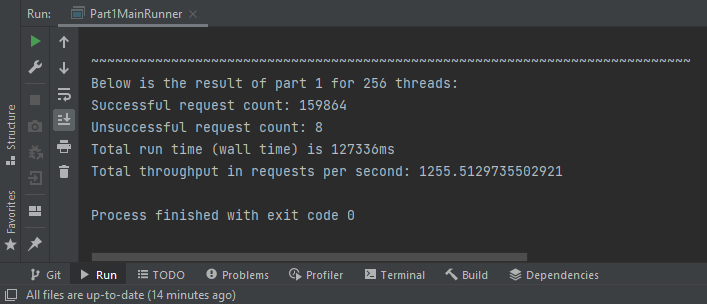 Run: Part1MainRunner
~~~~~~~~~~~~~~~~~~~~~~~~~~~~~~~~~~~~~~~~~~~~~~~~~~~~~~~~~~~~~~~~~~~~~~~~~~~
Below is the result of part 1 for 256 threads:
Successful request count: 159864
Unsuccessful request count: 8
Total run time (wall time) is 127336ms
Total throughput in requests per second: 1255.5129735502921
Process finished with exit code 0
Structure
Favorites
Git Run TODO Problems Profiler Terminal Build Dependencies
All files are up-to-date (14 minutes ago)